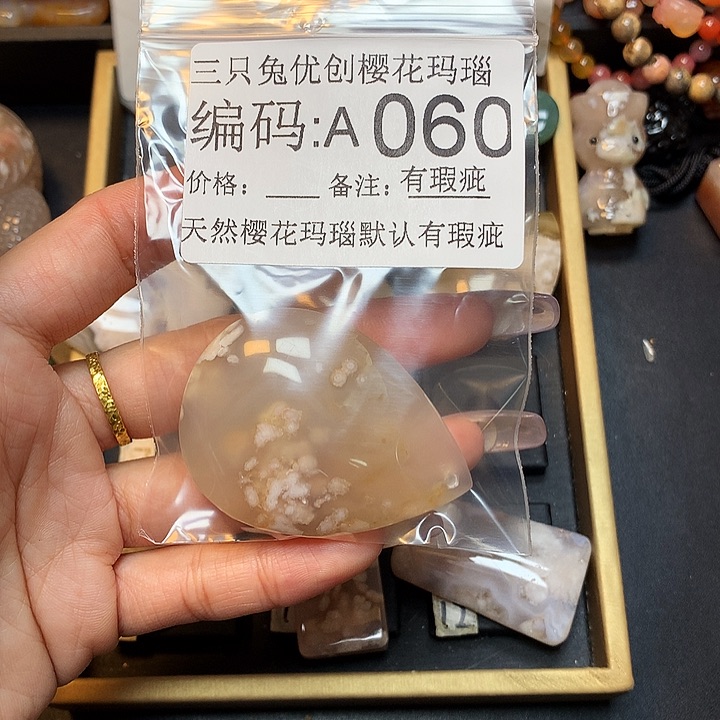 三只兔优创樱花玛瑙
编码:A060
价格：____ 备注：有瑕疵
天然樱花玛瑙默认有瑕疵